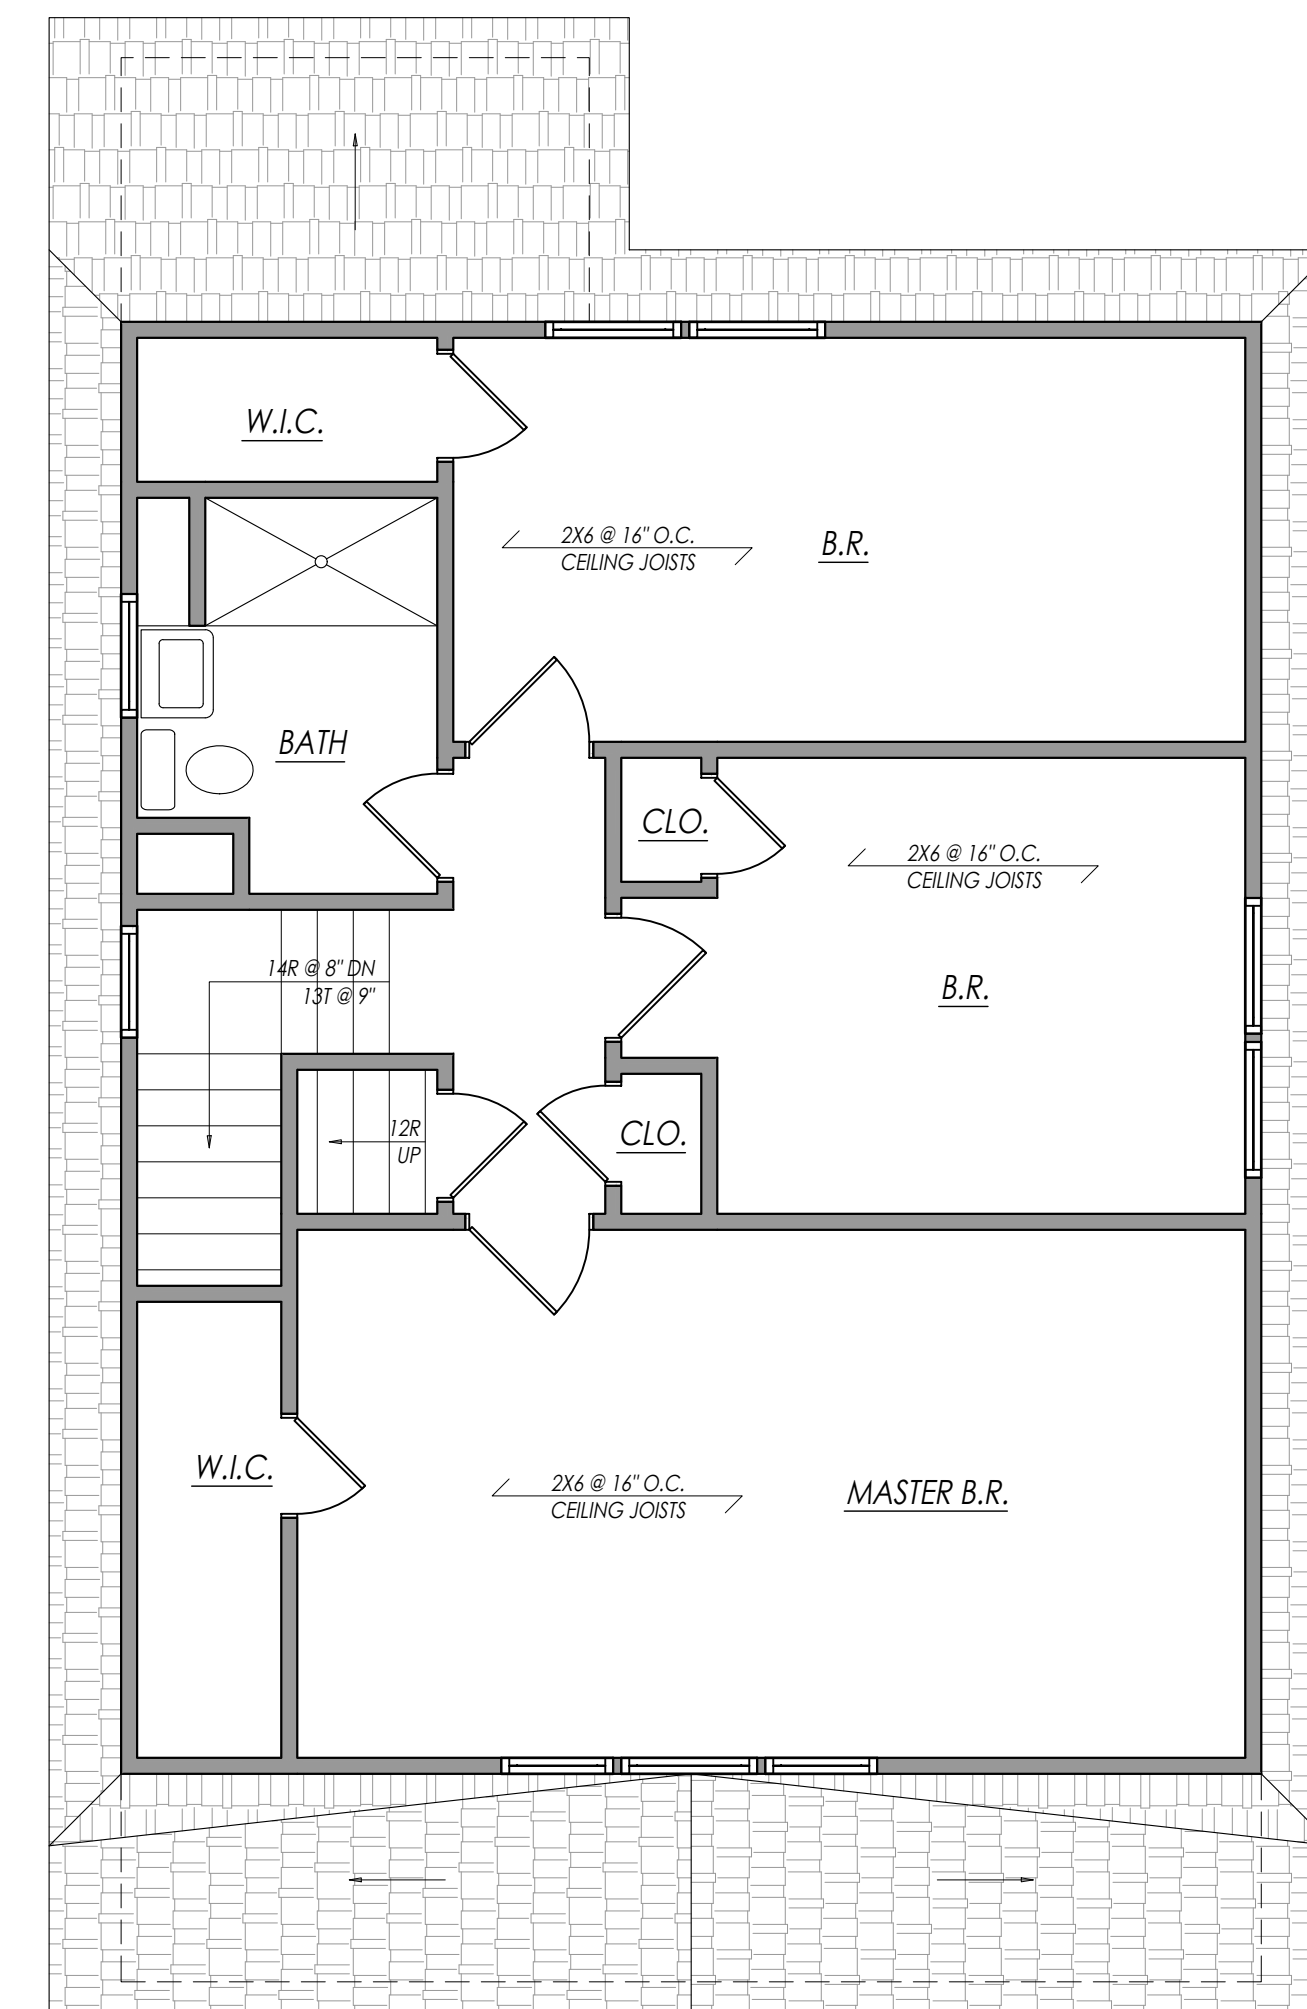 W.I.C.
2X6 @ 16" O.C.
CEILING JOISTS
B.R.
BATH
CLO.
2X6 @ 16" O.C.
CEILING JOISTS
14R @ 8" DN
13T @ 9"
B.R.
12R
UP
CLO.
W.I.C.
2X6 @ 16" O.C.
CEILING JOISTS
MASTER B.R.